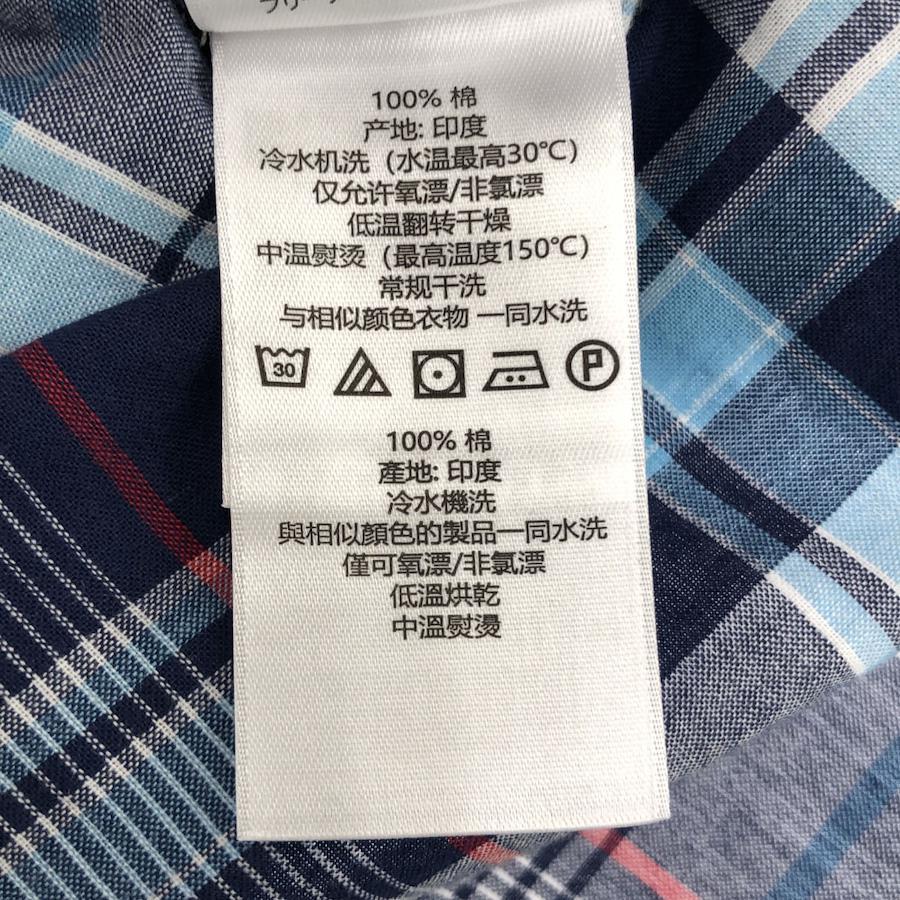 100% 棉
产地: 印度
冷水机洗（水温最高30℃）
仅允许氧漂/非氯漂
低温翻转干燥
中温熨烫（最高温度150℃）
常规干洗
与相似颜色衣物 一同水洗
30 P
100% 棉
產地: 印度
冷水機洗
與相似顏色的製品一同水洗
僅可氧漂/非氯漂
低溫烘乾
中溫熨燙